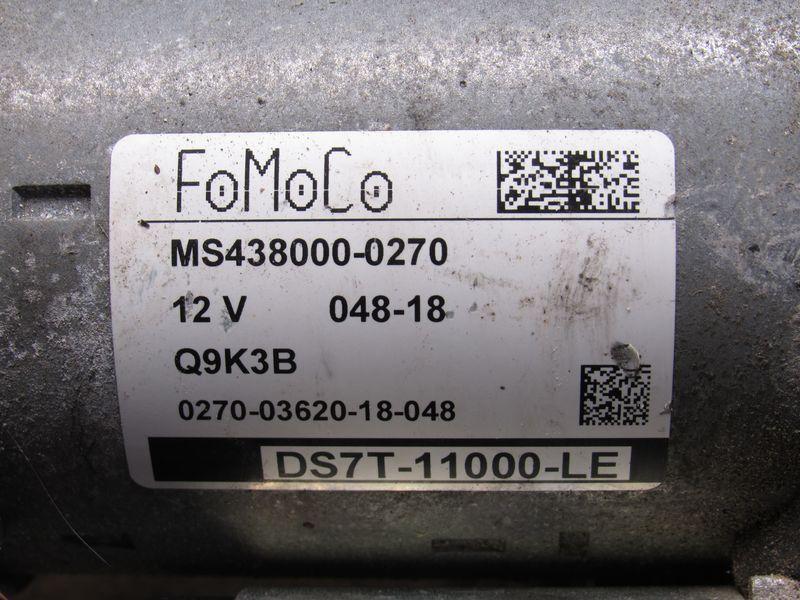 FoMoCo
MS438000-0270
12 V 048-18
Q9K3B
0270-03620-18-048
DS7T-11000-LE